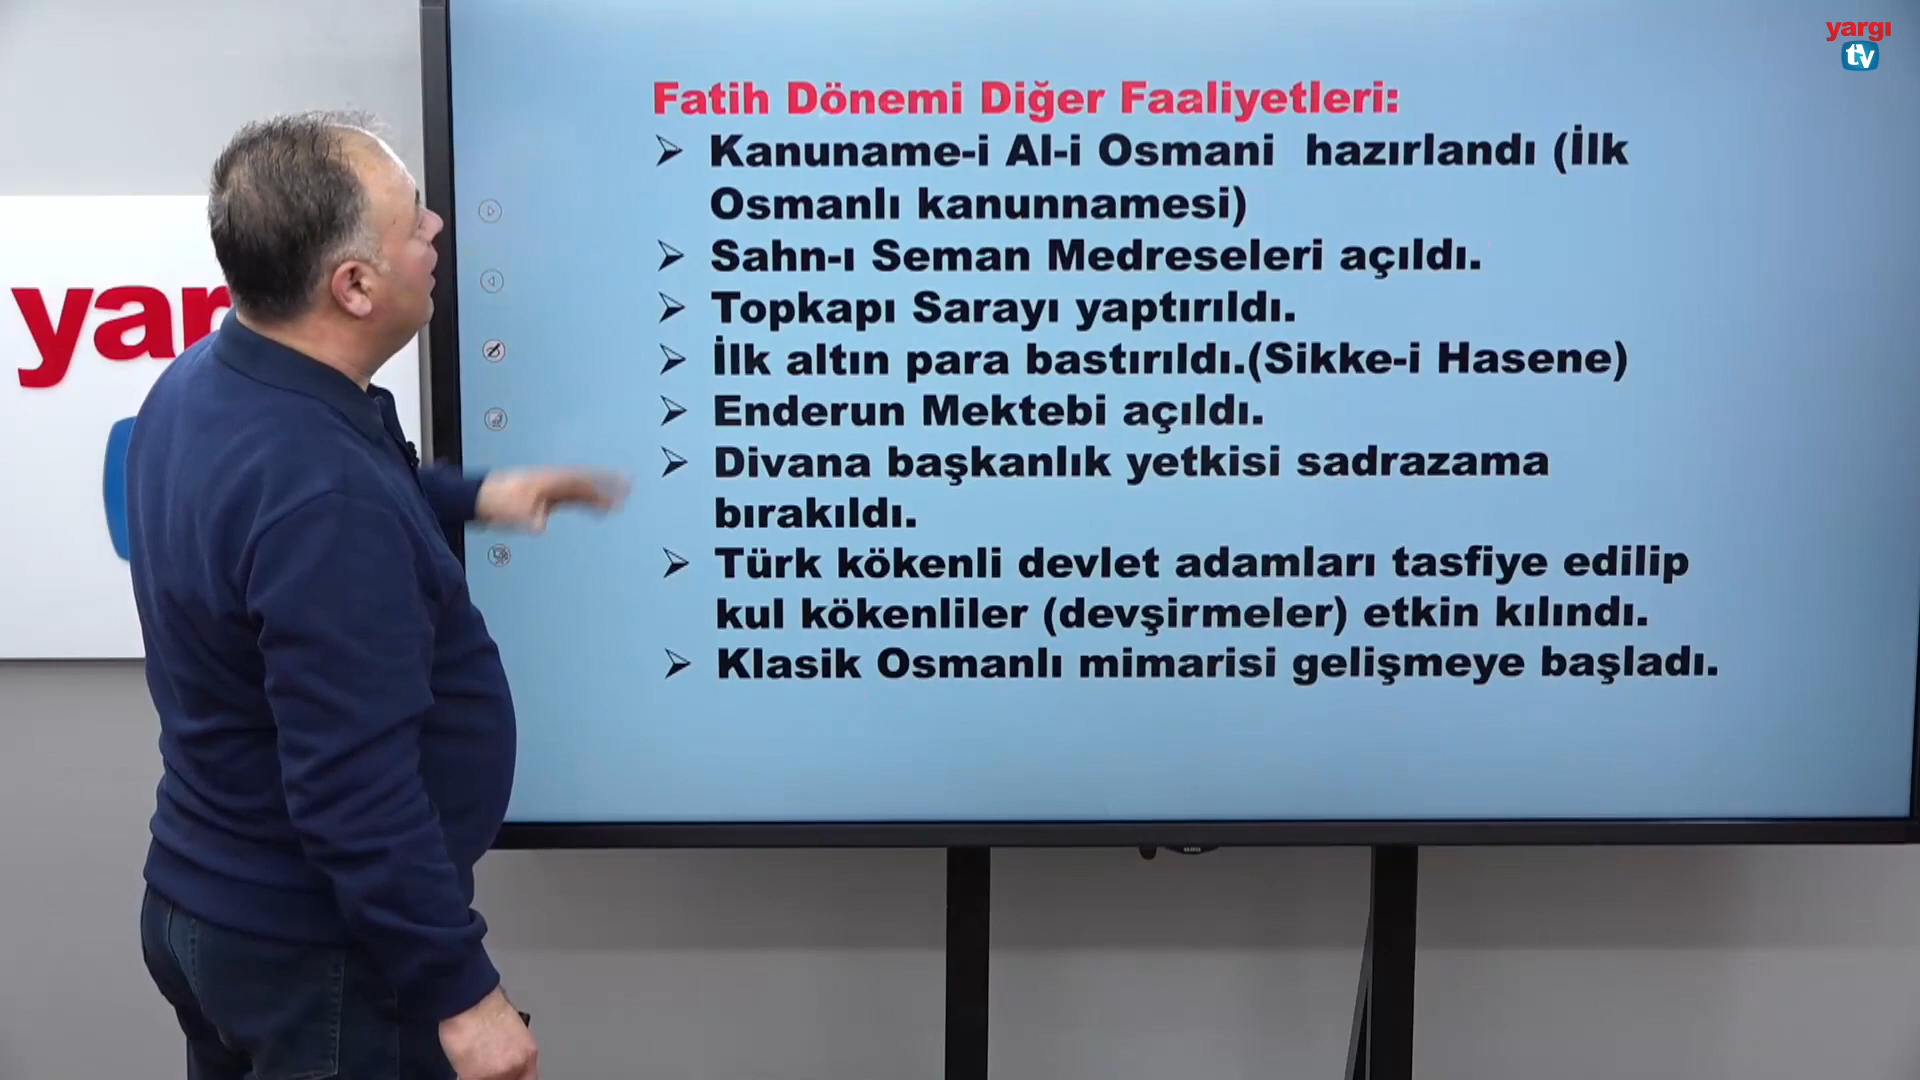 yargı
tv
yar
Fatih Dönemi Diğer Faaliyetleri:
➢ Kanuname-i Al-i Osmani hazırlandı (İlk
Osmanlı kanunnamesi)
➢ Sahn-ı Seman Medreseleri açıldı.
➢ Topkapı Sarayı yaptırıldı.
➢ İlk altın para bastırıldı.(Sikke-i Hasene)
➢ Enderun Mektebi açıldı.
➢ Divana başkanlık yetkisi sadrazama
bırakıldı.
➢ Türk kökenli devlet adamları tasfiye edilip
kul kökenliler (devşirmeler) etkin kılındı.
➢ Klasik Osmanlı mimarisi gelişmeye başladı.